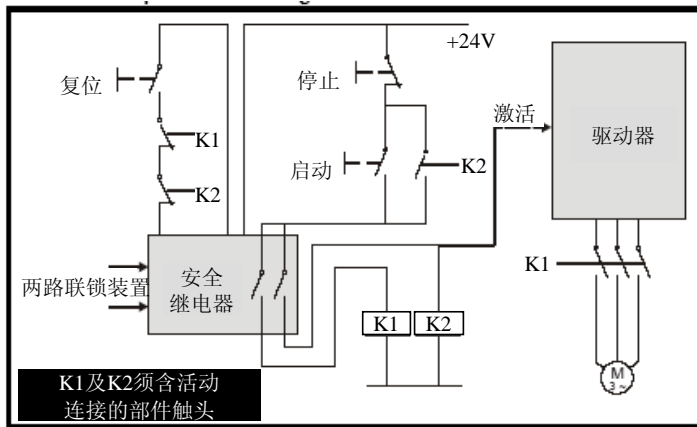 +24V
复位
停止
激活
驱动器
K1
启动
K2
K2
K1
两路联锁装置
安全
继电器
K1
K2
K1及K2须含活动
连接的部件触头
M
3~